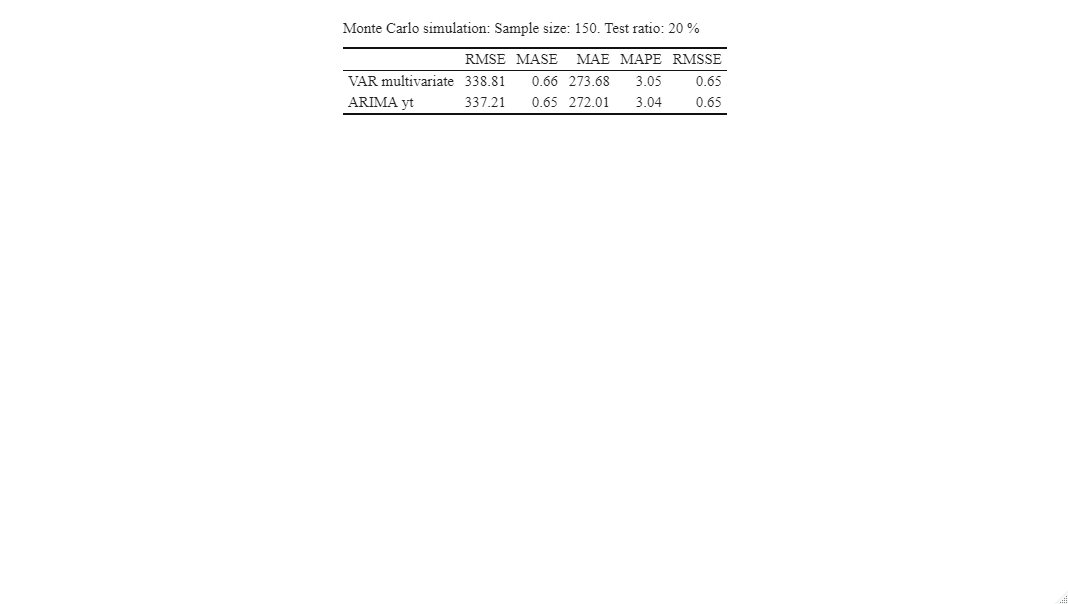 Monte Carlo simulation: Sample size: 150. Test ratio: 20 %
RMSE MASE MAE MAPE RMSSE
VAR multivariate 338.81 0.66 273.68 3.05 0.65
ARIMA yt 337.21 0.65 272.01 3.04 0.65